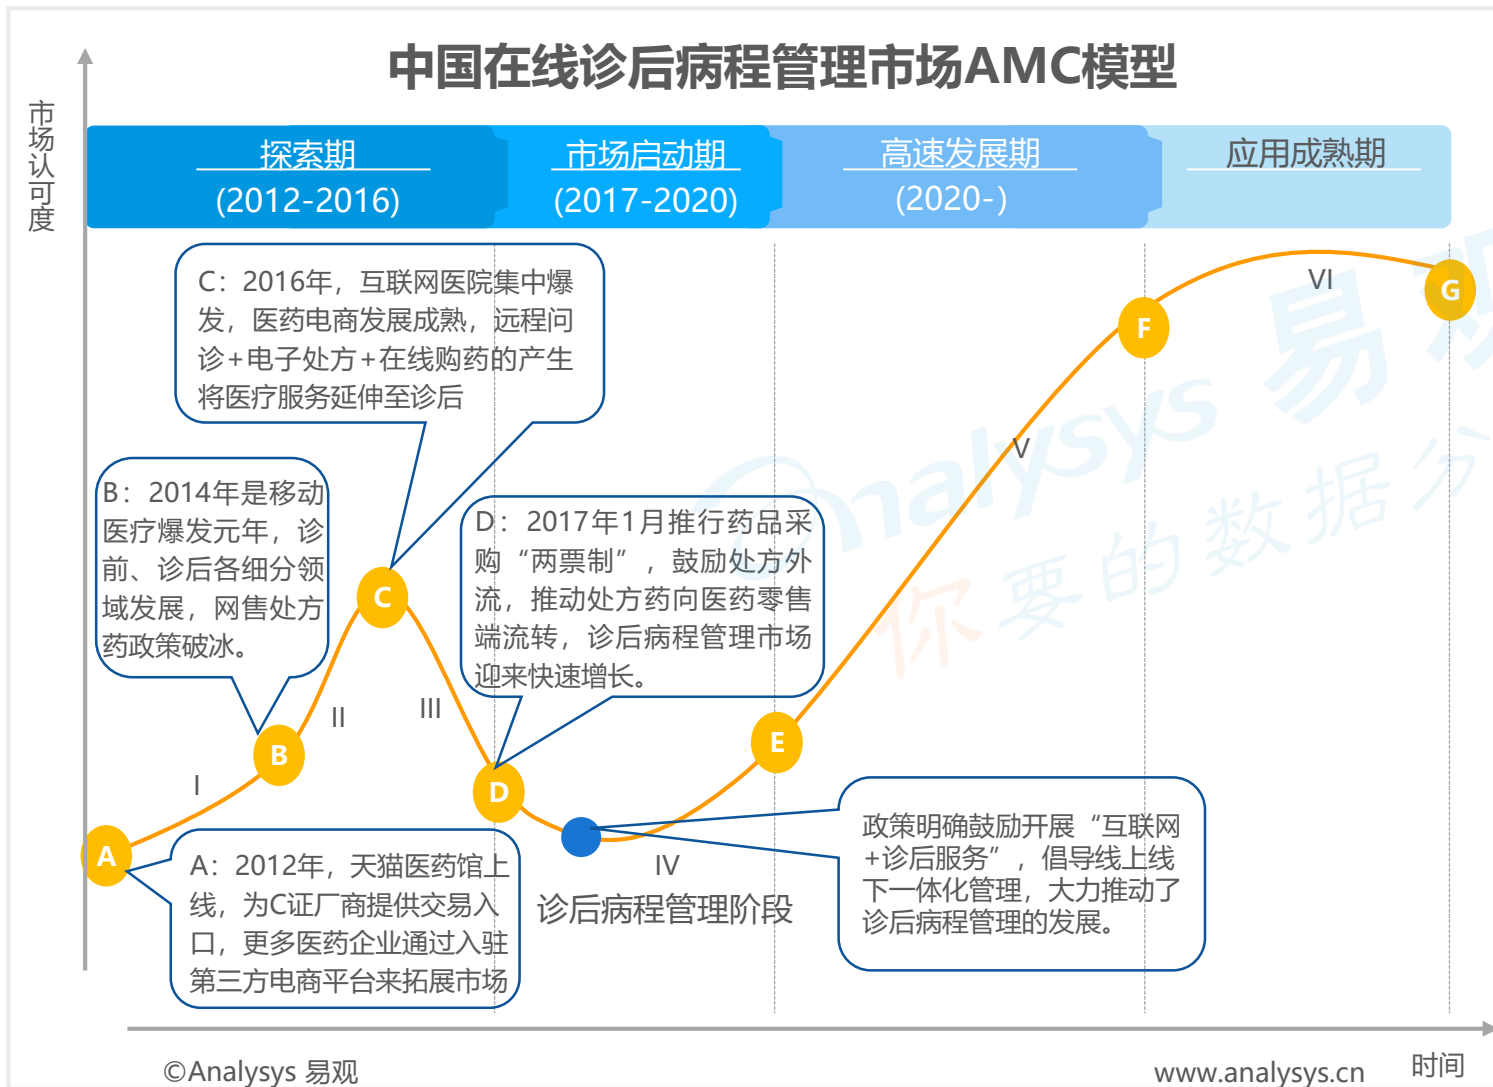 中国在线诊后病程管理市场AMC模型
市场认可度
探索期
(2012-2016)
市场启动期
(2017-2020)
高速发展期
(2020-)
应用成熟期
C：2016年，互联网医院集中爆
发，医药电商发展成熟，远程问
诊+电子处方+在线购药的产生
将医疗服务延伸至诊后
VI
G
F
V
B：2014年是移动
医疗爆发元年，诊
前、诊后各细分领
域发展，网售处方
药政策破冰。
D：2017年1月推行药品采
购“两票制”，鼓励处方外
流，推动处方药向医药零售
端流转，诊后病程管理市场
迎来快速增长。
C
II
III
B
E
I
D
A
IV
诊后病程管理阶段
A：2012年，天猫医药馆上
线，为C证厂商提供交易入
口，更多医药企业通过入驻
第三方电商平台来拓展市场
政策明确鼓励开展“互联网
+诊后服务”，倡导线上线
下一体化管理，大力推动了
诊后病程管理的发展。
nalysys 易观
你要的数据分
©Analysys 易观
www.analysys.cn
时间